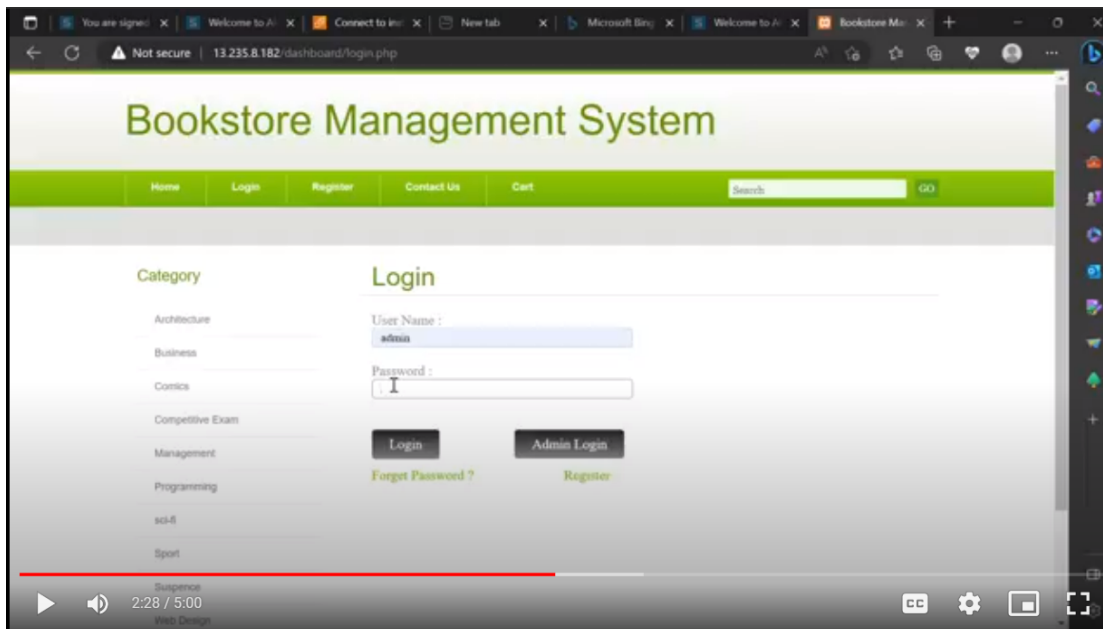 You are signed
Welcome to A
Connect to ins
New tab
Microsoft Bing
Welcome to A
Bookstore Ma
Not secure | 13.235.8.182/dashboard/login.php
Bookstore Management System
Home Login Register Contact Us Cart
Search GO
Category
Architecture
Business
Comics
Competitive Exam
Management
Programming
sci-fi
Sport
Suspence
Web Design
Login
User Name :
admin
Password :
Login Admin Login
Forget Password ? Register
2:28 / 5:00
CC